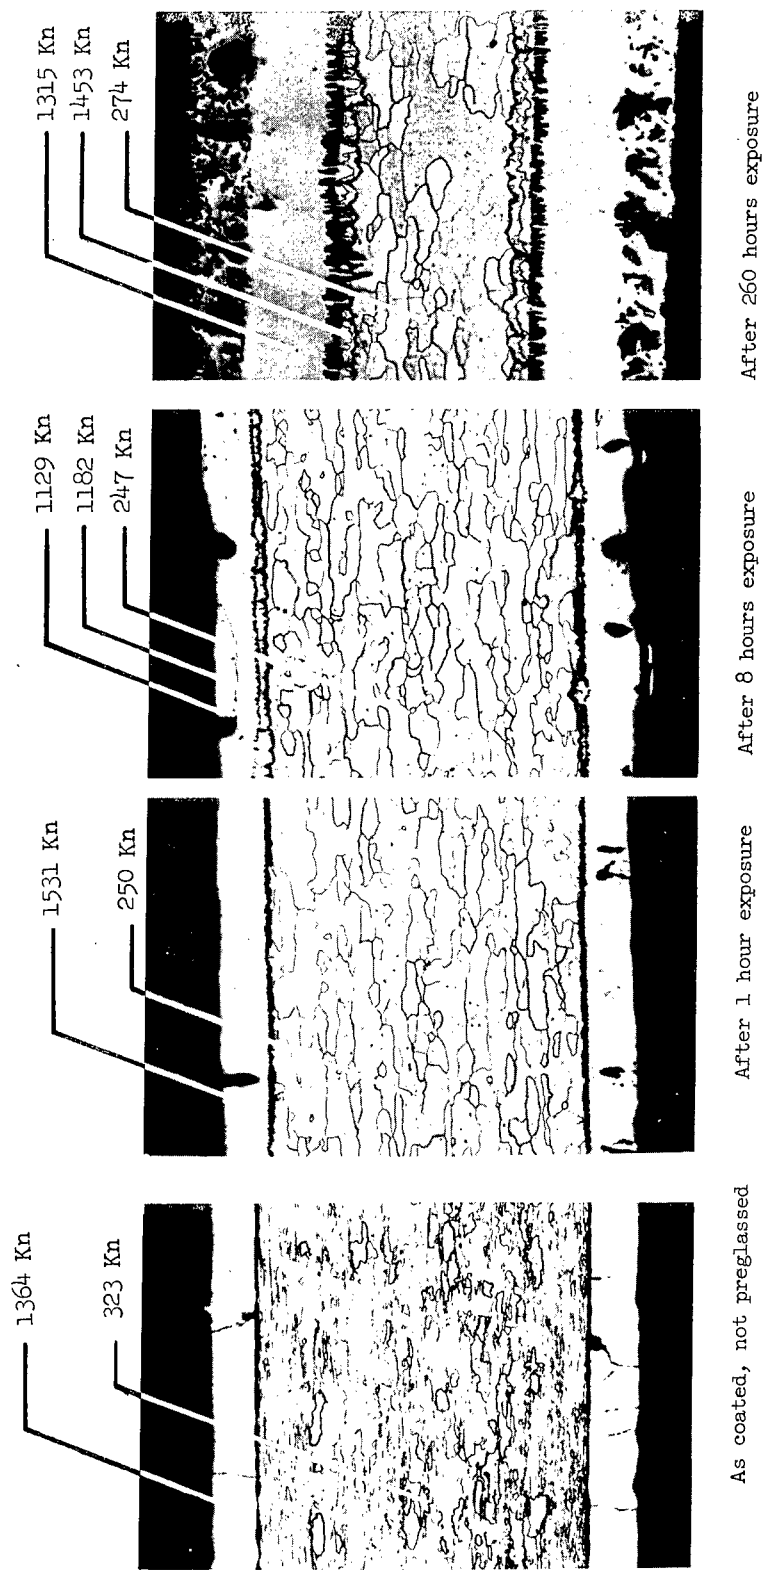 1364 Kn
323 Kn
As coated, not preglassed
1531 Kn
250 Kn
After 1 hour exposure
1129 Kn
1182 Kn
247 Kn
After 8 hours exposure
1315 Kn
1453 Kn
274 Kn
After 260 hours exposure